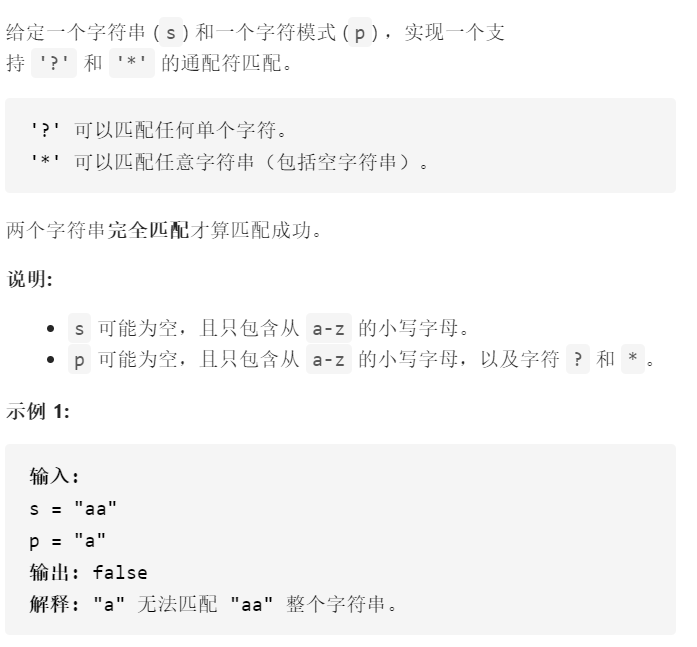 给定一个字符串 (s) 和一个字符模式 (p) ，实现一个支
持 '?' 和 '*' 的通配符匹配。
'?' 可以匹配任何单个字符。
'*' 可以匹配任意字符串（包括空字符串）。
两个字符串完全匹配才算匹配成功。
说明:
• s 可能为空，且只包含从 a-z 的小写字母。
• p 可能为空，且只包含从 a-z 的小写字母，以及字符 ? 和 *。
示例 1:
输入:
s = "aa"
p = "a"
输出: false
解释: "a" 无法匹配 "aa" 整个字符串。